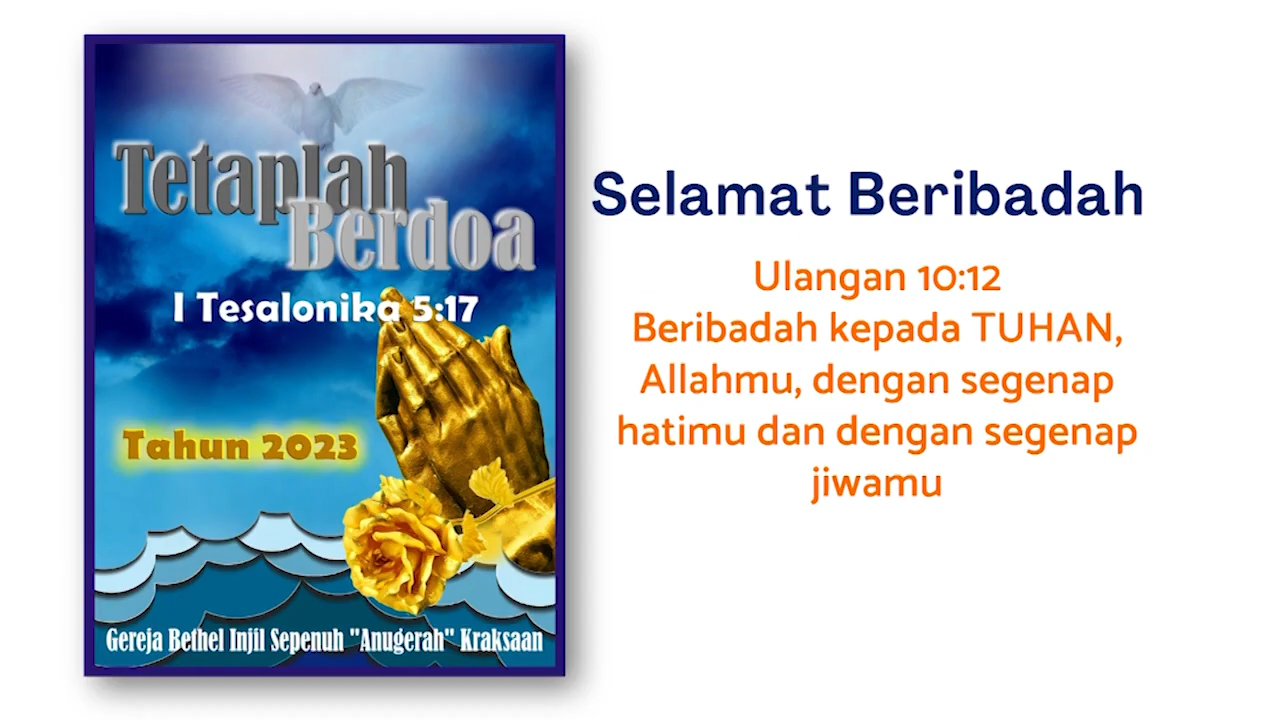 Tetaplah
Berdoa
I Tesalonika 5:17
Tahun 2023
Gereja Bethel Injil Sepenuh "Anugerah" Kraksaan
Selamat Beribadah
Ulangan 10:12
Beribadah kepada TUHAN,
Allahmu, dengan segenap
hatimu dan dengan segenap
jiwamu